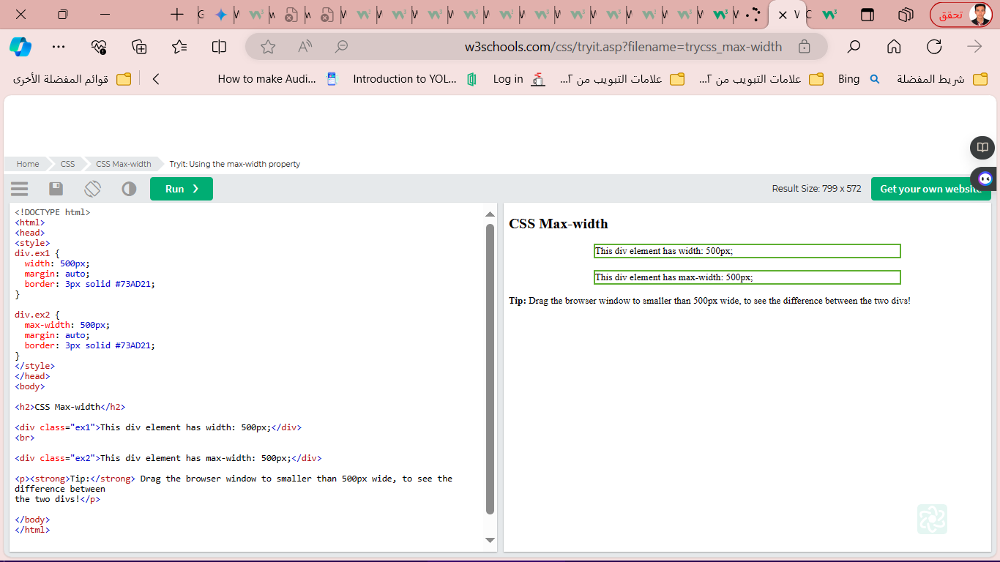 تحقق
w3schools.com/css/tryit.asp?filename=trycss_max-width
شريط المفضلة
Bing
علامات التبويب من ٢...
علامات التبويب من ٢...
Log in
Introduction to YOL...
How to make Audi...
قوائم المفضلة الأخرى
Home
CSS
CSS Max-width
Tryit: Using the max-width property
Run ❯
Result Size: 799 x 572
Get your own website
<!DOCTYPE html>
<html>
<head>
<style>
div.ex1 {
  width: 500px;
  margin: auto;
  border: 3px solid #73AD21;
}
div.ex2 {
  max-width: 500px;
  margin: auto;
  border: 3px solid #73AD21;
}
</style>
</head>
<body>
<h2>CSS Max-width</h2>
<div class="ex1">This div element has width: 500px;</div>
<br>
<div class="ex2">This div element has max-width: 500px;</div>
<p><strong>Tip:</strong> Drag the browser window to smaller than 500px wide, to see the
difference between
the two divs!</p>
</body>
</html>
CSS Max-width
This div element has width: 500px;
This div element has max-width: 500px;
Tip: Drag the browser window to smaller than 500px wide, to see the difference between the two divs!